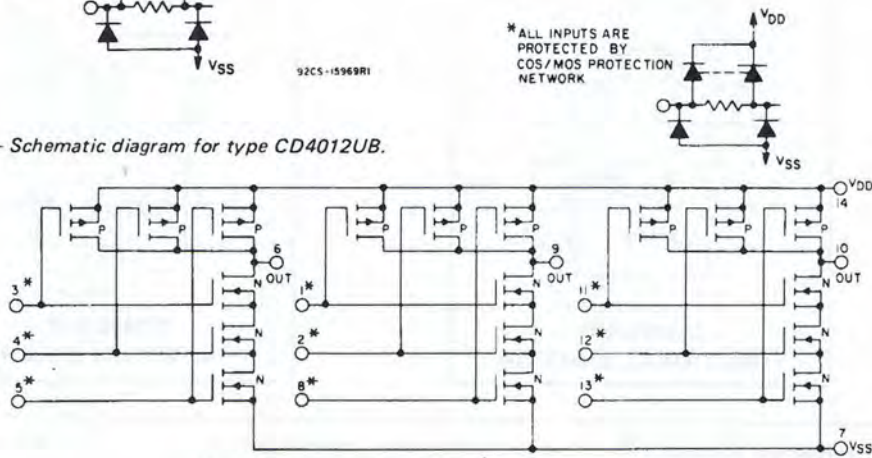 VSS
92CS-15969RI
* ALL INPUTS ARE
PROTECTED BY
COS/MOS PROTECTION
NETWORK
VDD
VSS
- Schematic diagram for type CD4012UB.
VDD
14
P P P P P P P P P
6
OUT
9
OUT
10
OUT
3*
N
1*
N
11*
N
4*
N
2*
N
12*
N
5*
N
8*
N
13*
N
7
VSS